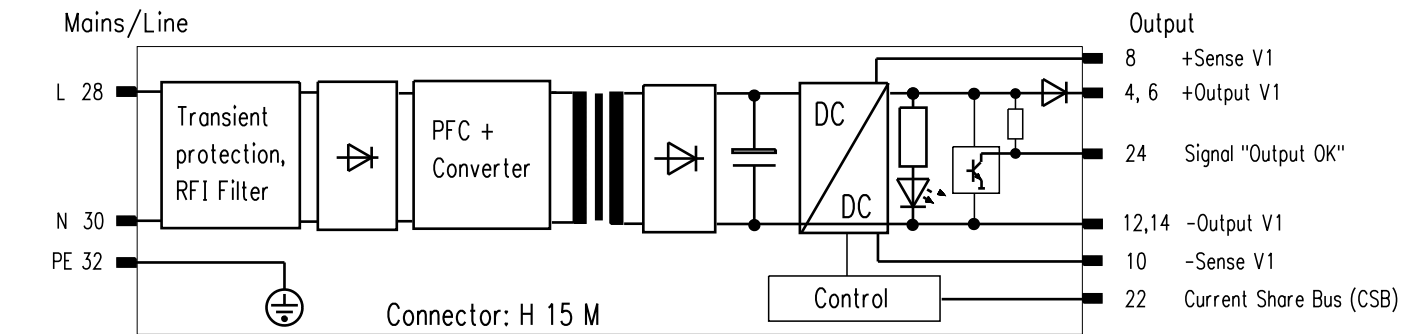 Mains/Line
Output
8 +Sense V1
L 28
4, 6 +Output V1
Transient
protection,
RFI Filter
PFC +
Converter
DC
DC
24 Signal "Output OK"
N 30
12,14 -Output V1
PE 32
10 -Sense V1
Control
22 Current Share Bus (CSB)
Connector: H 15 M